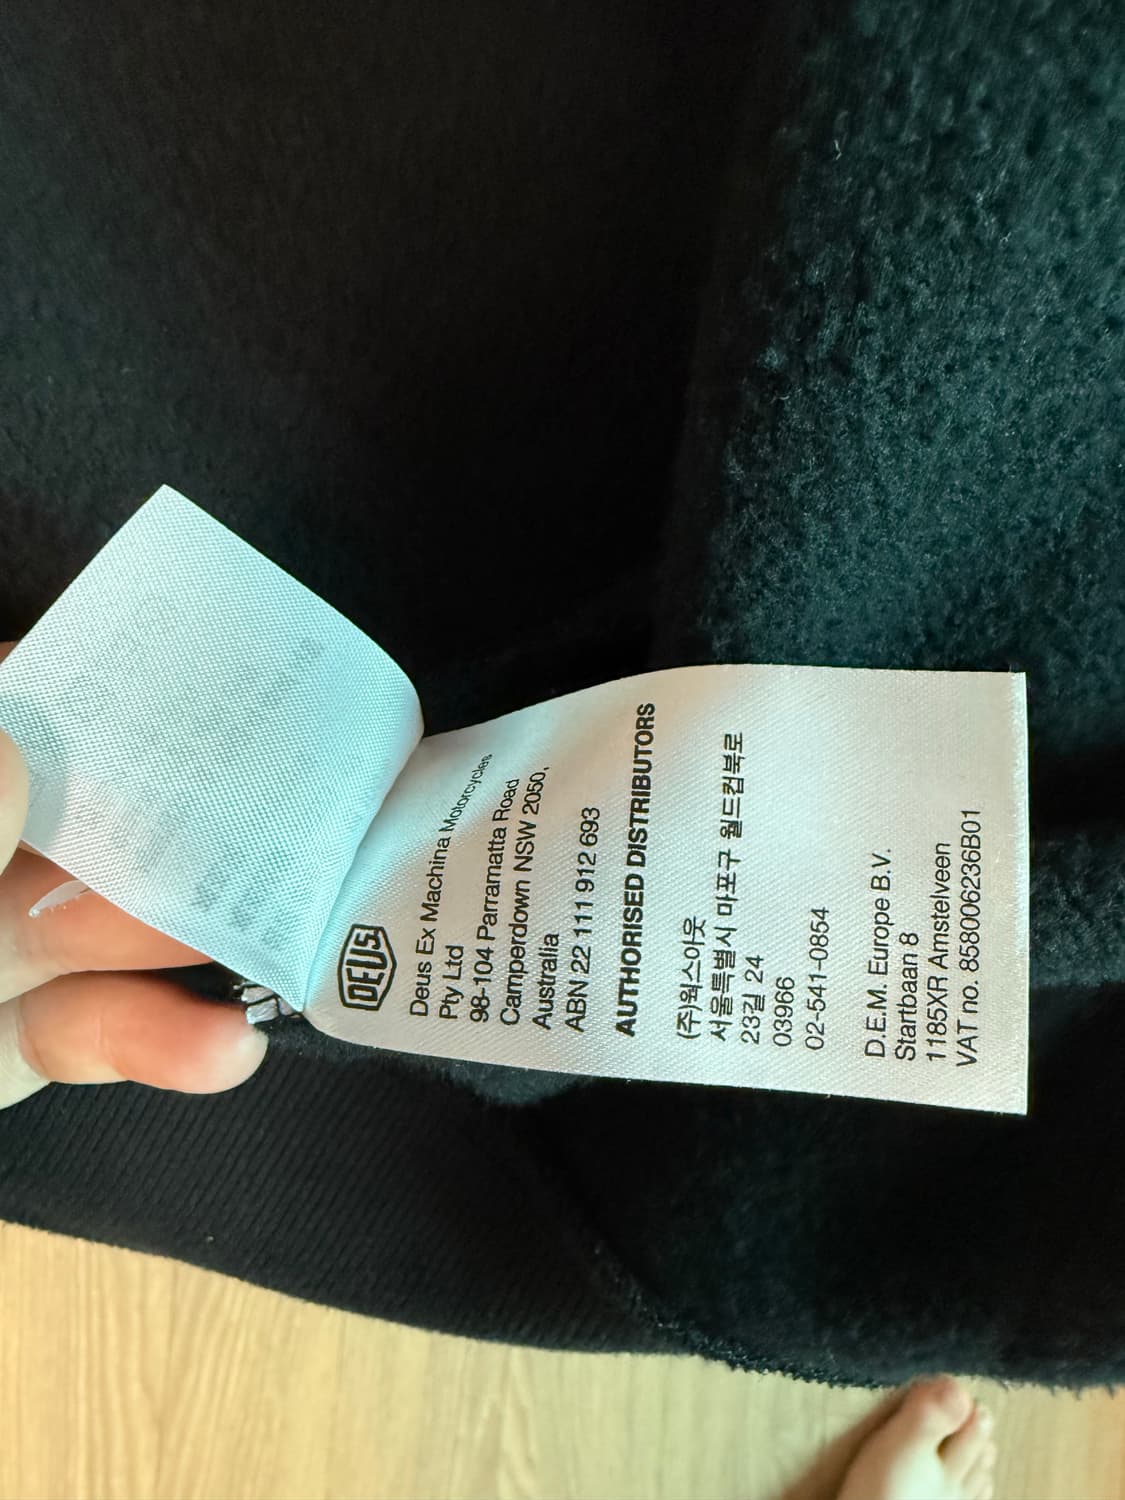 DEUS
Deus Ex Machina Motorcycles
Pty Ltd
98-104 Parramatta Road
Camperdown NSW 2050,
Australia
ABN 22 111 912 693
AUTHORISED DISTRIBUTORS
(주)웍스아웃
서울특별시 마포구 월드컵북로
23길 24
03966
02-541-0854
D.E.M. Europe B.V.
Startbaan 8
1185XR Amstelveen
VAT no. 858006236B01